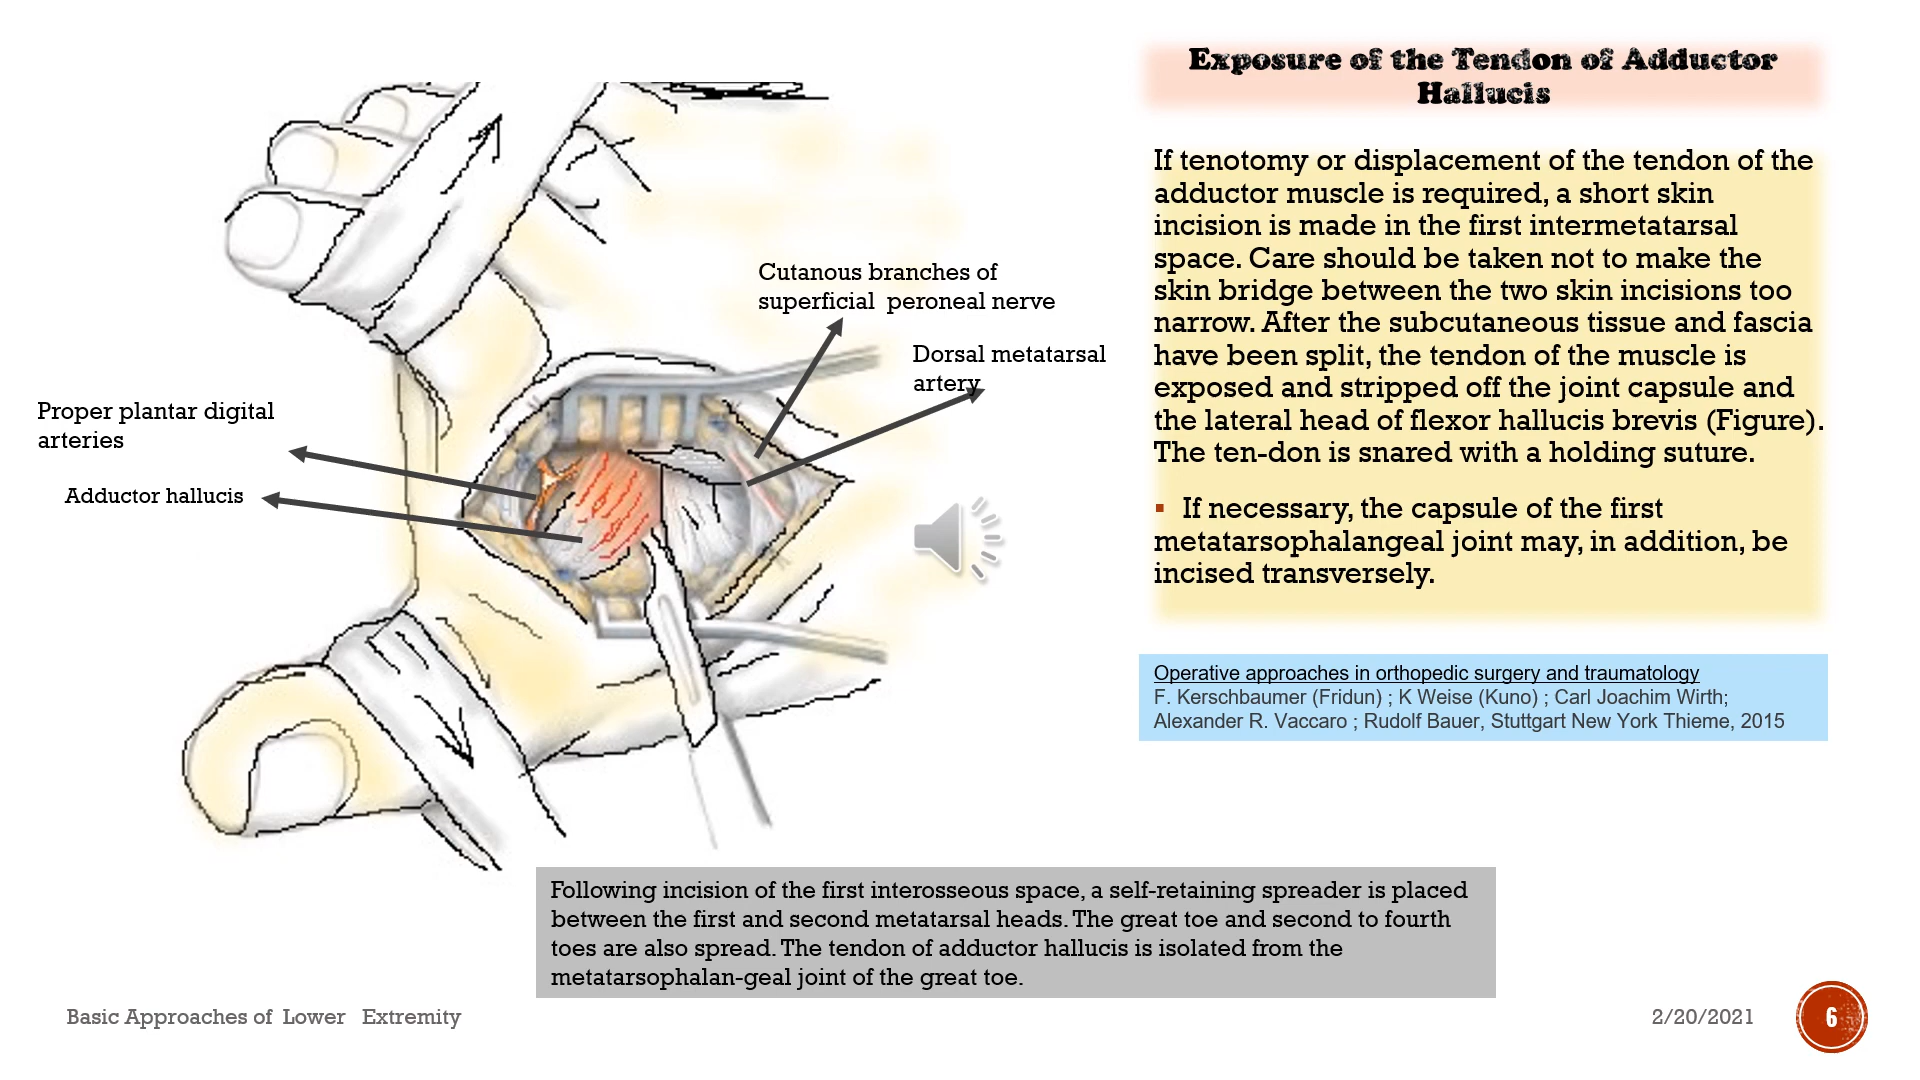 Exposure of the Tendon of Adductor
Hallucis
If tenotomy or displacement of the tendon of the
adductor muscle is required, a short skin
incision is made in the first intermetatarsal
space. Care should be taken not to make the
skin bridge between the two skin incisions too
narrow. After the subcutaneous tissue and fascia
have been split, the tendon of the muscle is
exposed and stripped off the joint capsule and
the lateral head of flexor hallucis brevis (Figure).
The ten-don is snared with a holding suture.
▪ If necessary, the capsule of the first
metatarsophalangeal joint may, in addition, be
incised transversely.
Cutanous branches of
superficial peroneal nerve
Dorsal metatarsal
artery
Proper plantar digital
arteries
Adductor hallucis
Operative approaches in orthopedic surgery and traumatology
F. Kerschbaumer (Fridun) ; K Weise (Kuno) ; Carl Joachim Wirth;
Alexander R. Vaccaro ; Rudolf Bauer, Stuttgart New York Thieme, 2015
Following incision of the first interosseous space, a self-retaining spreader is placed
between the first and second metatarsal heads. The great toe and second to fourth
toes are also spread. The tendon of adductor hallucis is isolated from the
metatarsophalan-geal joint of the great toe.
Basic Approaches of Lower Extremity
2/20/2021
6